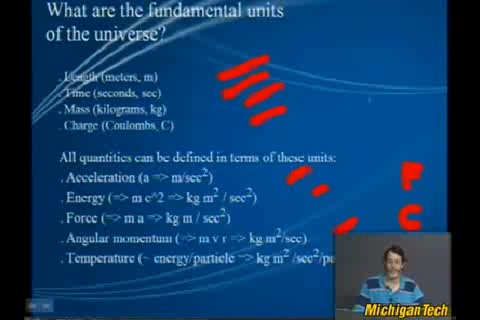 What are the fundamental units
of the universe?
. Length (meters, m)
. Time (seconds, sec)
. Mass (kilograms, kg)
. Charge (Coulombs, C)
All quantities can be defined in terms of these units:
. Acceleration (a => m/sec²)
. Energy (=> m c^2 => kg m² / sec²)
. Force (=> m a => kg m / sec²)
. Angular momentum (=> m v r => kg m²/sec)
. Temperature (~ energy/particle => kg m² /sec²/pa
F
C
MichiganTech